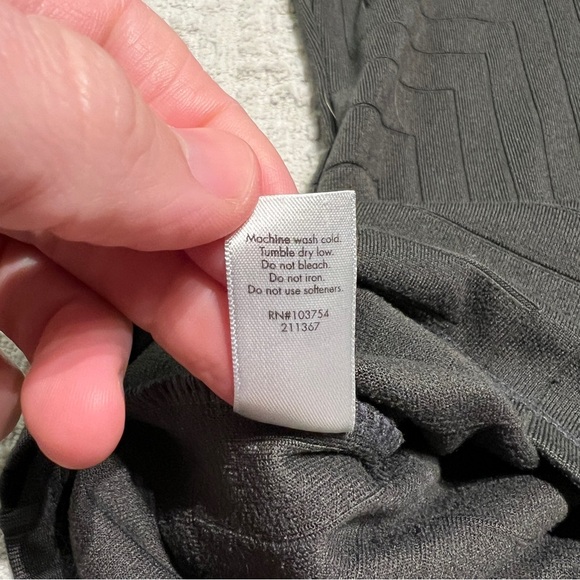 Machine wash cold.
Tumble dry low.
Do not bleach.
Do not iron.
Do not use softeners.
RN#103754
211367